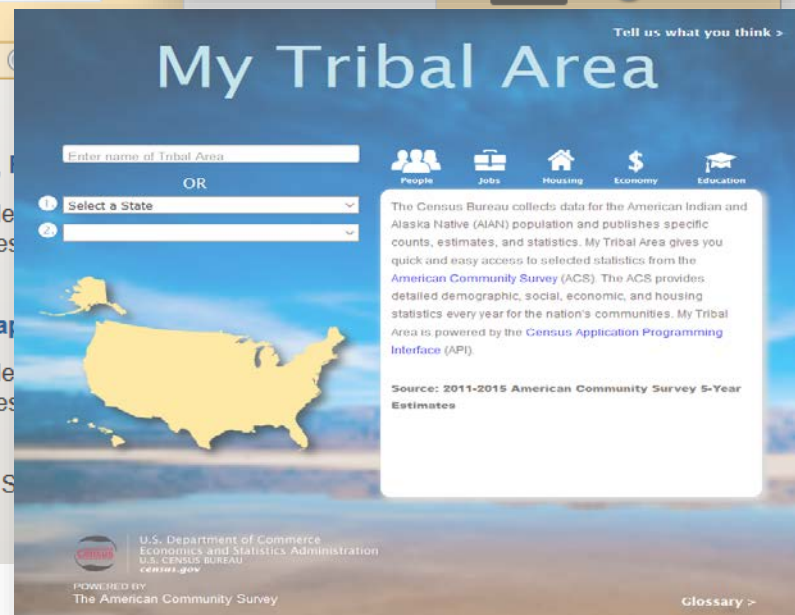 Tell us what you think >
My Tribal Area
Enter name of Tribal Area
OR
1. Select a State
2.
People Jobs Housing Economy Education
The Census Bureau collects data for the American Indian and
Alaska Native (AIAN) population and publishes specific
counts, estimates, and statistics. My Tribal Area gives you
quick and easy access to selected statistics from the
American Community Survey (ACS). The ACS provides
detailed demographic, social, economic, and housing
statistics every year for the nation's communities. My Tribal
Area is powered by the Census Application Programming
Interface (API).
Source: 2011-2015 American Community Survey 5-Year
Estimates
Census
U.S. Department of Commerce
Economics and Statistics Administration
U.S. CENSUS BUREAU
census.gov
POWERED BY
The American Community Survey
Glossary >